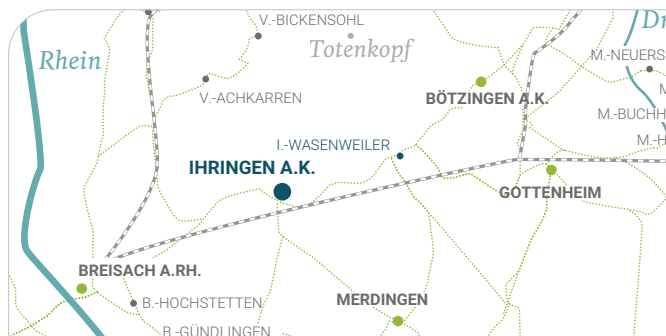 V.-BICKENSOHL
Rhein
Totenkopf
M.-NEUERS
V.-ACHKARREN
BÖTZINGEN A.K.
M.-BUCHH
I.-WASENWEILER
IHRINGEN A.K.
GOTTENHEIM
BREISACH A.RH.
B.-HOCHSTETTEN
MERDINGEN
B.-GÜNDLINGEN